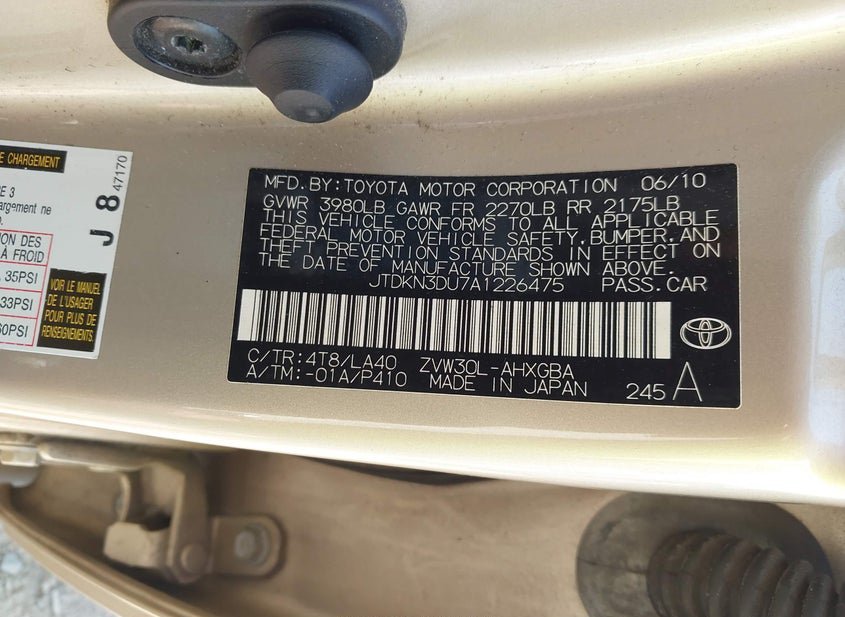 E CHARGEMENT
E 3
argement ne
ON DES
À FROID
35PSI
33PSI
60PSI
VOIR LE MANUEL
DE L'USAGER
POUR PLUS DE
RENSEIGNEMENTS.
J 8
47170
MFD.BY:TOYOTA MOTOR CORPORATION 06/10
GVWR 3980LB GAWR FR 2270LB RR 2175LB
THIS VEHICLE CONFORMS TO ALL APPLICABLE
FEDERAL MOTOR VEHICLE SAFETY,BUMPER,AND
THEFT PREVENTION STANDARDS IN EFFECT ON
THE DATE OF MANUFACTURE SHOWN ABOVE.
JTDKN3DU7A1226475 PASS.CAR
C/TR:4T8/LA40 ZVW30L-AHXGBA
A/TM:-01A/P410 MADE IN JAPAN 245 A